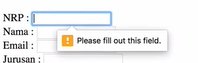 NRP :
Nama :
Please fill out this field.
Email :
Jurusan :